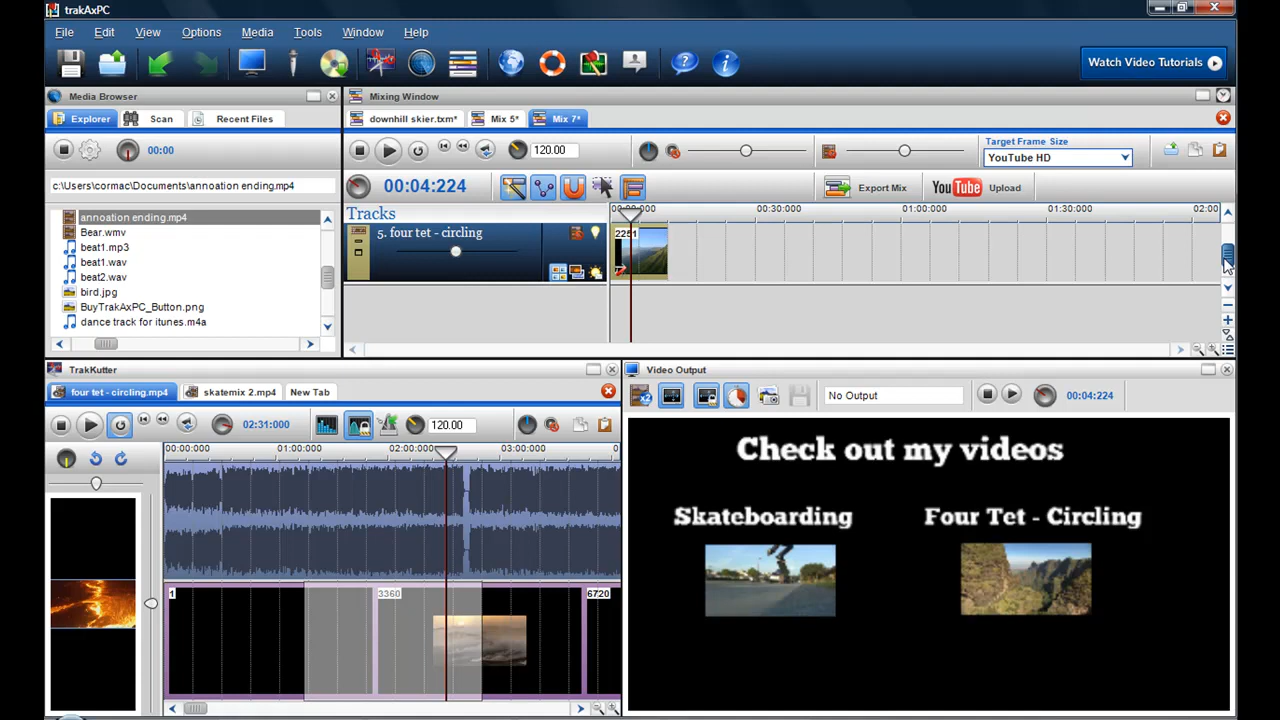 trakAxPC
File Edit View Options Media Tools Window Help
Watch Video Tutorials
Media Browser
Explorer Scan Recent Files
00:00
c:\Users\cormac\Documents\annoation ending.mp4
annoation ending.mp4
Bear.wmv
beat1.mp3
beat1.wav
beat2.wav
bird.jpg
BuyTrakAxPC_Button.png
dance track for itunes.m4a
Mixing Window
downhill skier.txm* Mix 5* Mix 7*
120.00
Target Frame Size
YouTube HD
00:04:224
Export Mix
YouTube Upload
Tracks
00:00:000 00:30:000 01:00:000 01:30:000 02:00
5. four tet - circling
2251
TrakKutter
four tet - circling.mp4 skatemix 2.mp4 New Tab
02:31:000
120.00
00:00:000 01:00:000 02:00:000 03:00:000
1 3360 6720
Video Output
x2
No Output
00:04:224
Check out my videos
Skateboarding Four Tet - Circling